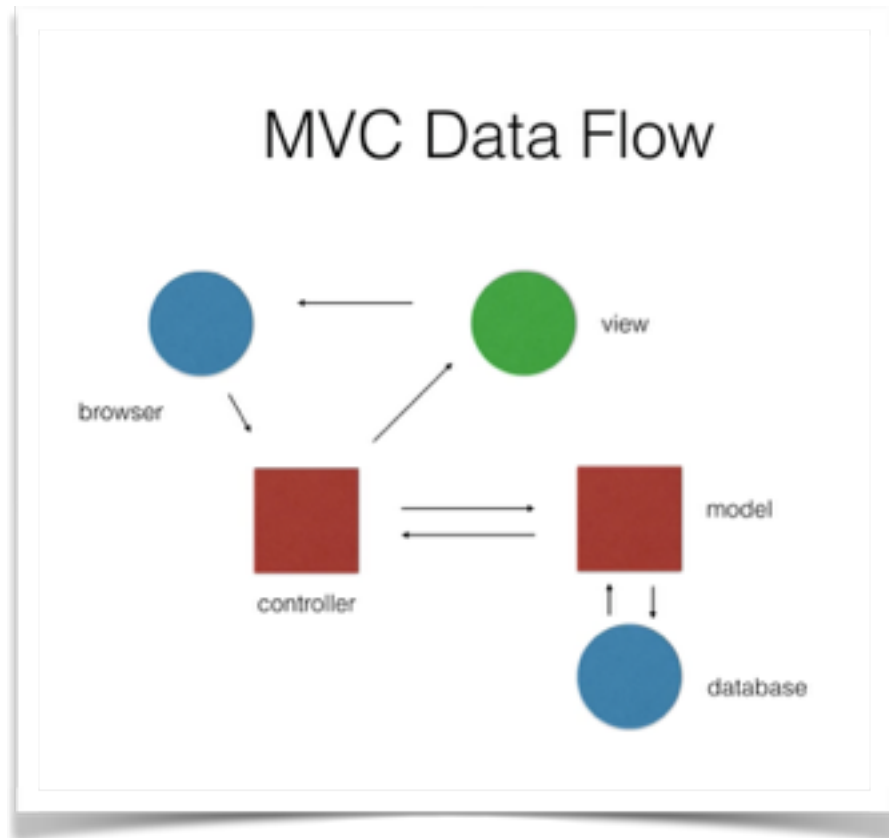 MVC Data Flow
view
browser
model
controller
database